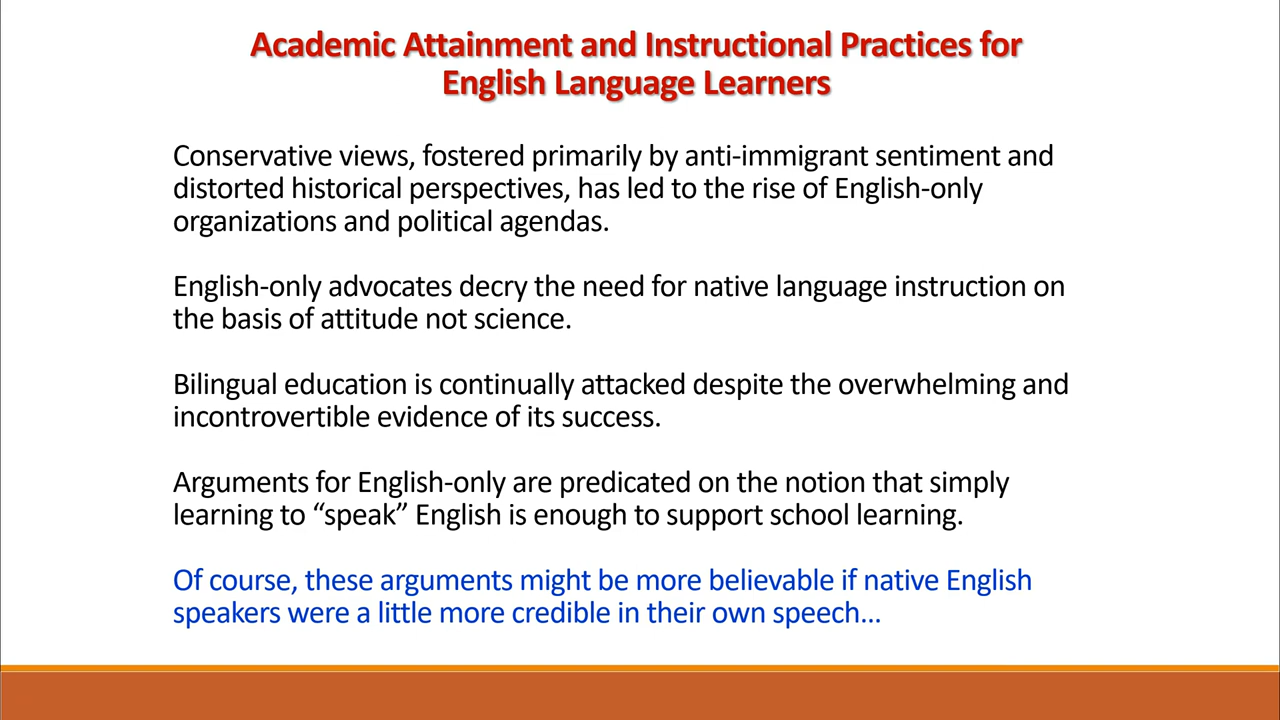 Academic Attainment and Instructional Practices for
English Language Learners
Conservative views, fostered primarily by anti-immigrant sentiment and
distorted historical perspectives, has led to the rise of English-only
organizations and political agendas.
English-only advocates decry the need for native language instruction on
the basis of attitude not science.
Bilingual education is continually attacked despite the overwhelming and
incontrovertible evidence of its success.
Arguments for English-only are predicated on the notion that simply
learning to “speak” English is enough to support school learning.
Of course, these arguments might be more believable if native English
speakers were a little more credible in their own speech…